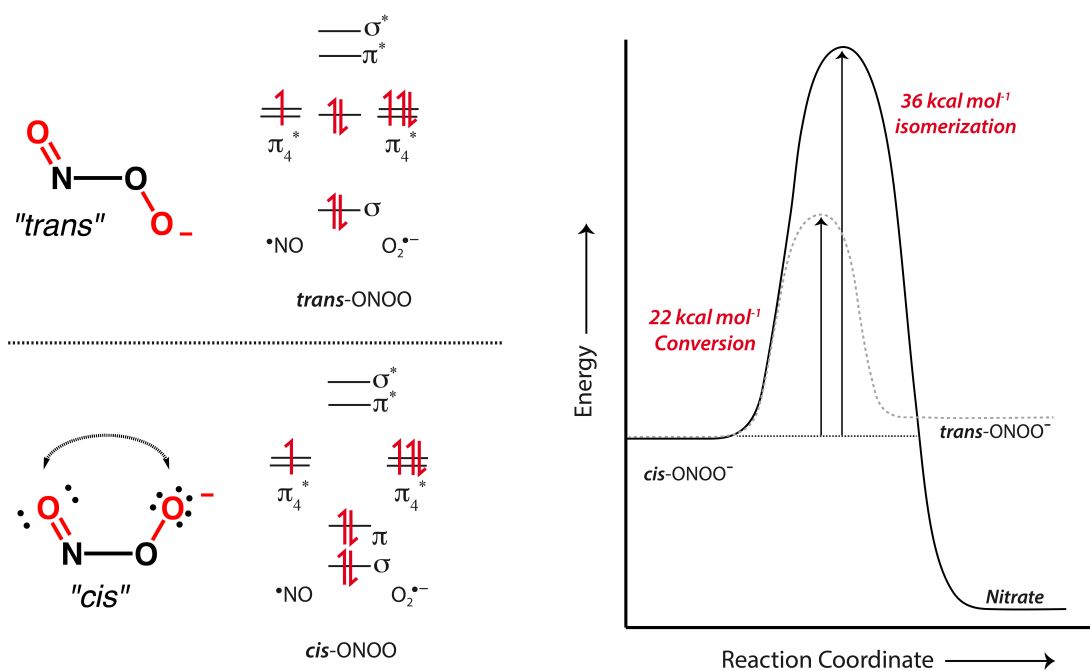 σ*
π*
π4*
π4*
O
N
O
O−
"trans"
σ
•NO
O2•−
trans-ONOO
σ*
π*
π4*
π4*
O
N
O
O−
"cis"
π
σ
•NO
O2•−
cis-ONOO
Energy
36 kcal mol-1
isomerization
22 kcal mol-1
Conversion
trans-ONOO−
cis-ONOO−
Nitrate
Reaction Coordinate